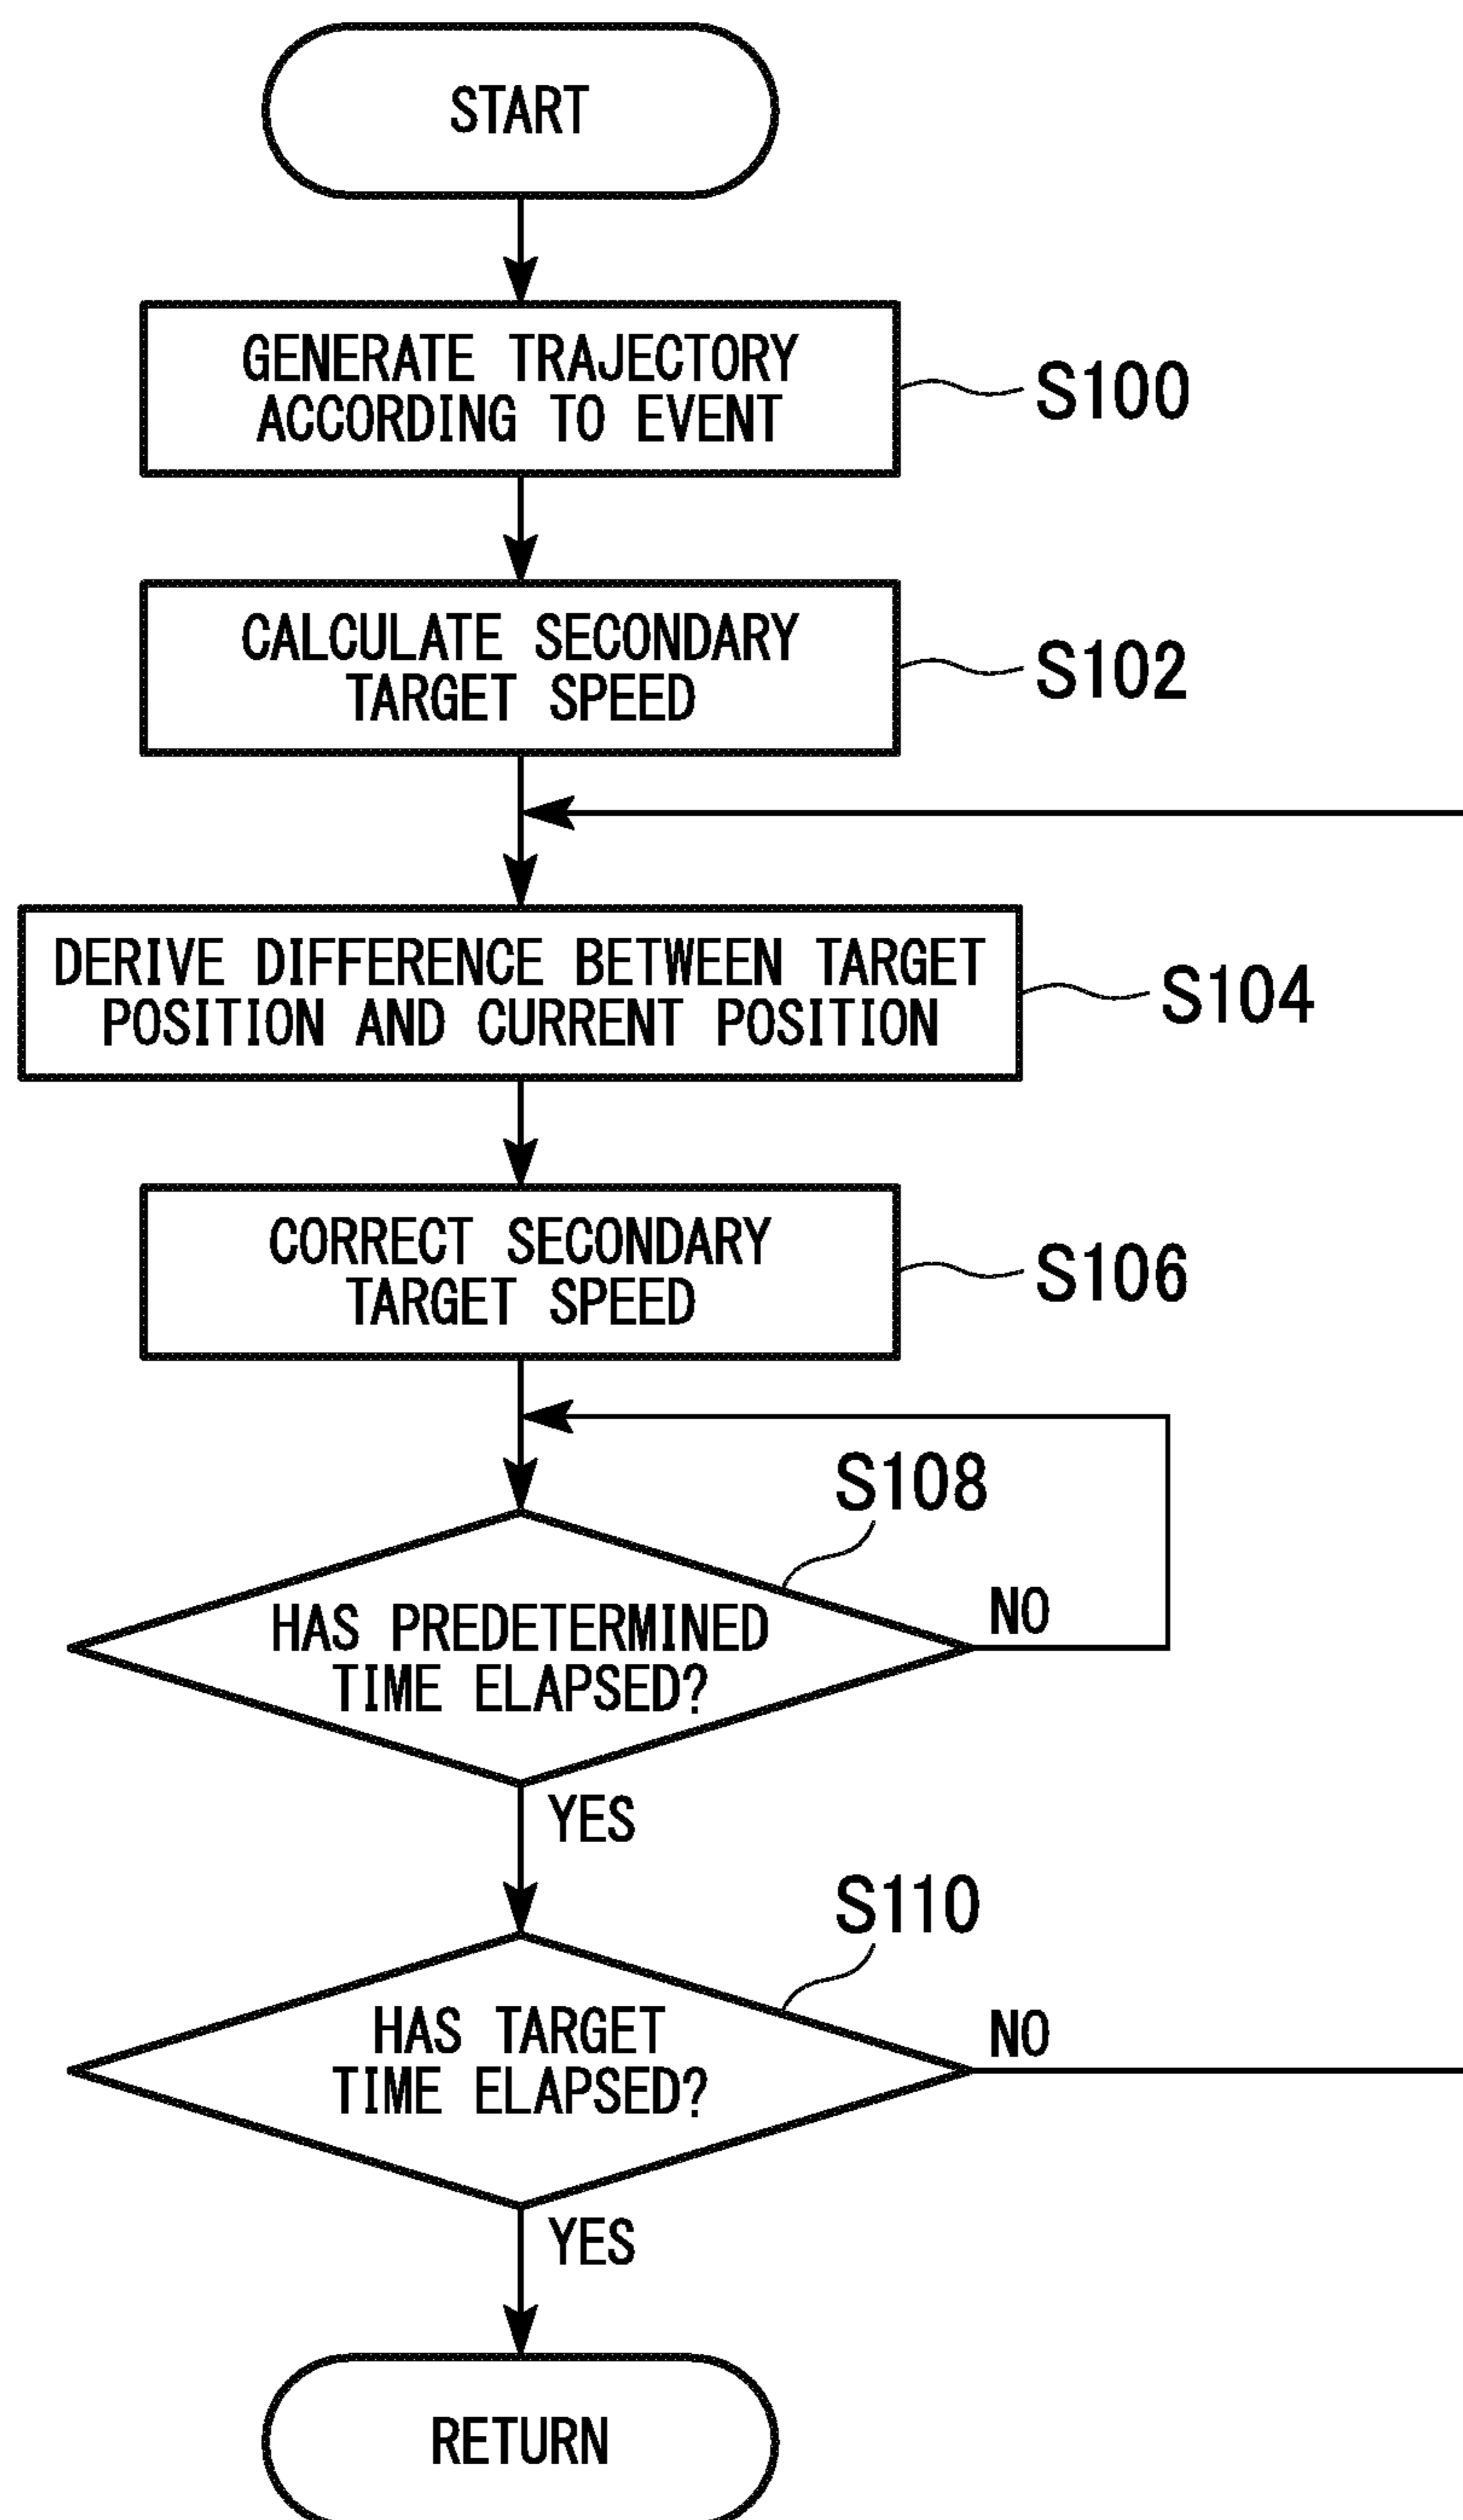 START
GENERATE TRAJECTORY
ACCORDING TO EVENT
S100
CALCULATE SECONDARY
TARGET SPEED
S102
DERIVE DIFFERENCE BETWEEN TARGET
POSITION AND CURRENT POSITION
S104
CORRECT SECONDARY
TARGET SPEED
S106
S108
HAS PREDETERMINED
TIME ELAPSED?
NO
YES
S110
HAS TARGET
TIME ELAPSED?
NO
YES
RETURN